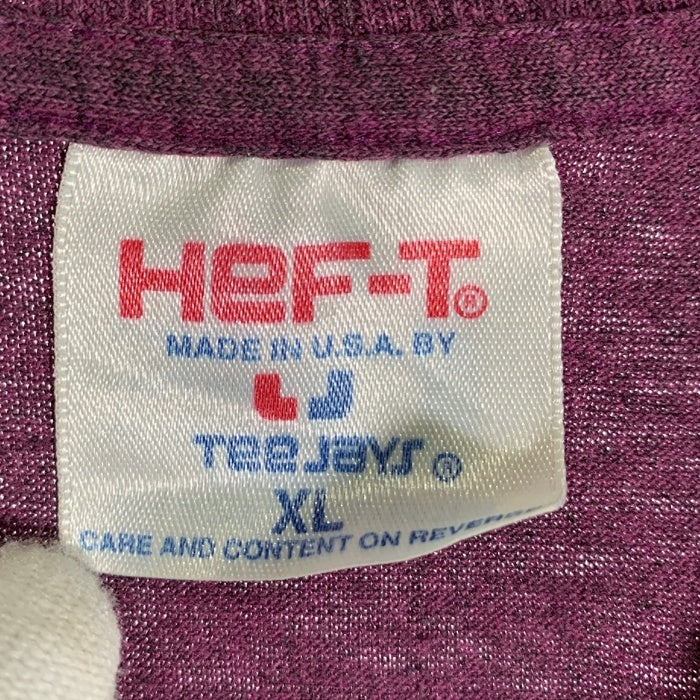 HeF-T®
MADE IN U.S.A. BY
TeeJays®
XL
CARE AND CONTENT ON REVERSE